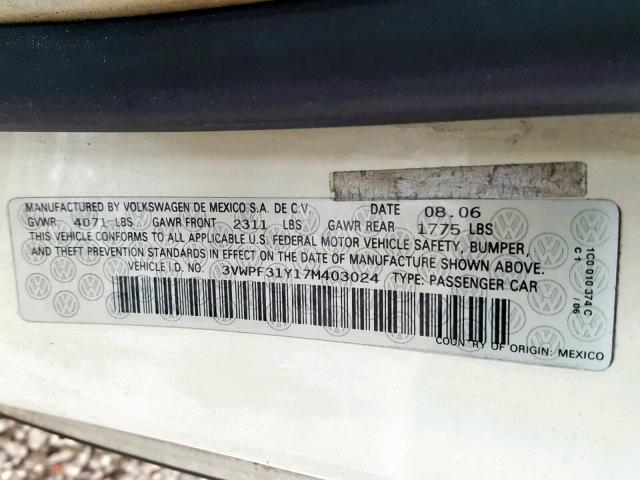 MANUFACTURED BY VOLKSWAGEN DE MEXICO S.A. DE C.V. DATE 08.06
GVWR 4071 LBS GAWR FRONT 2311 LBS GAWR REAR 1775 LBS
THIS VEHICLE CONFORMS TO ALL APPLICABLE U.S. FEDERAL MOTOR VEHICLE SAFETY, BUMPER,
AND THEFT PREVENTION STANDARDS IN EFFECT ON THE DATE OF MANUFACTURE SHOWN ABOVE.
VEHICLE I.D. NO. 3VWPF31Y17M403024 TYPE: PASSENGER CAR
COUN RY OF ORIGIN: MEXICO
1C0 010 374 C
C1 /06